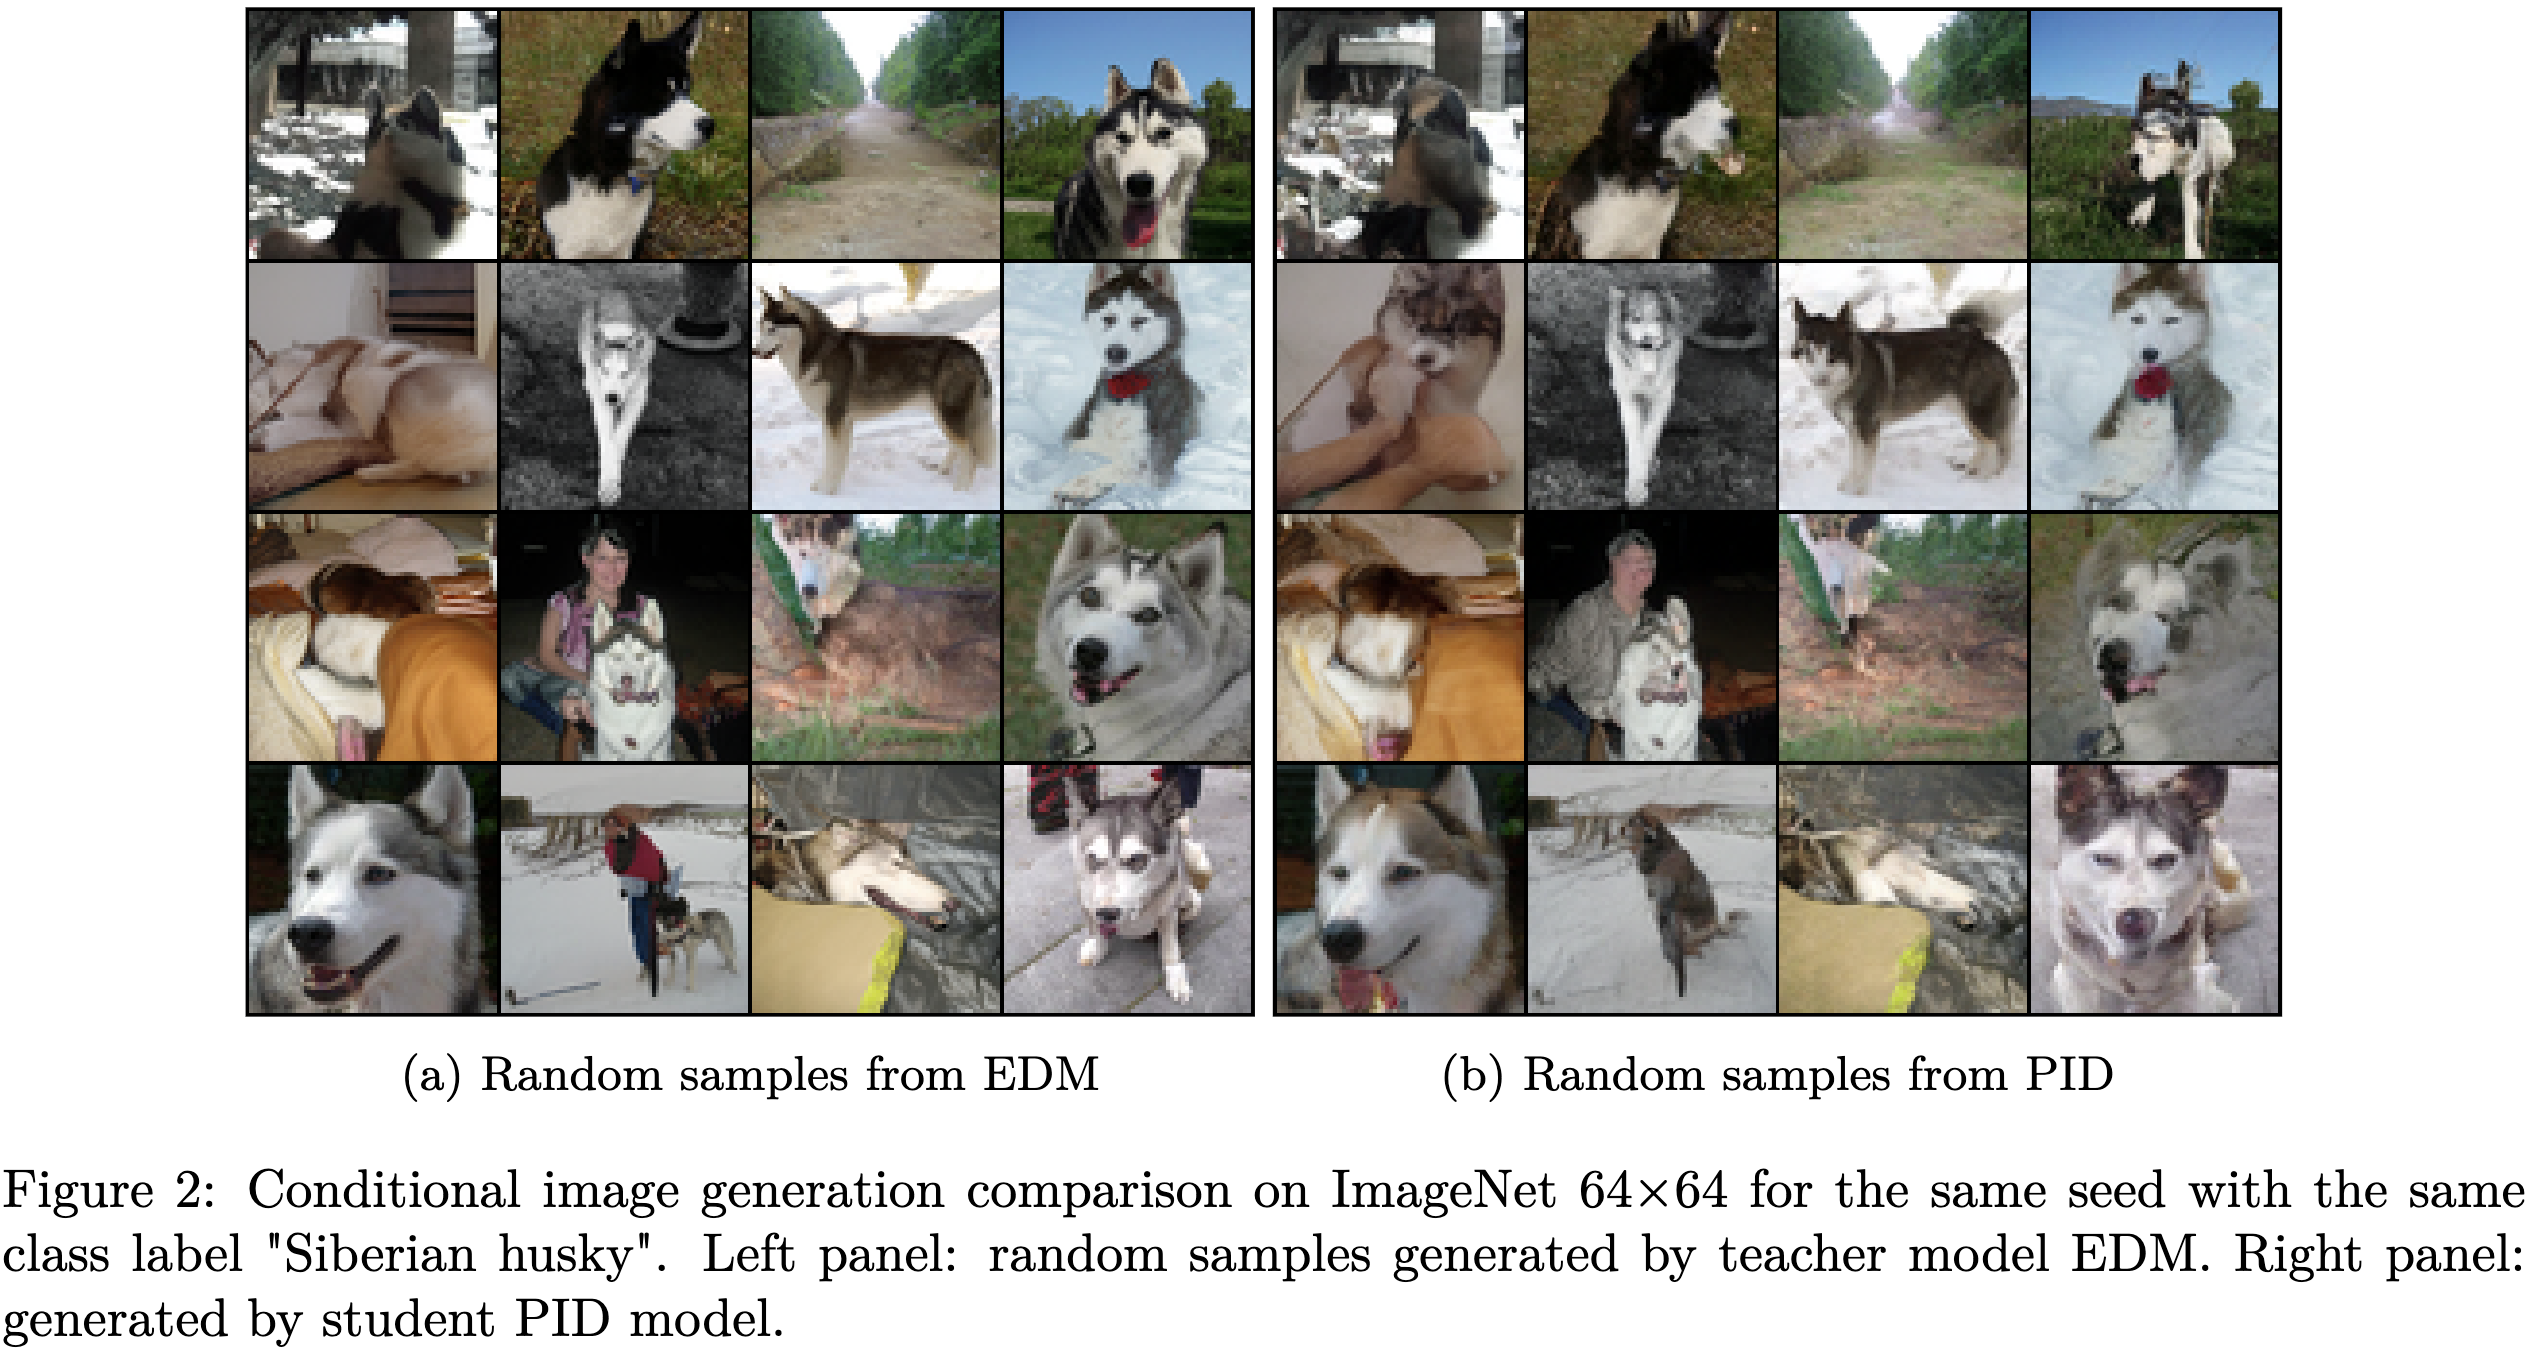 (a) Random samples from EDM
(b) Random samples from PID
Figure 2: Conditional image generation comparison on ImageNet 64×64 for the same seed with the same
class label "Siberian husky". Left panel: random samples generated by teacher model EDM. Right panel:
generated by student PID model.